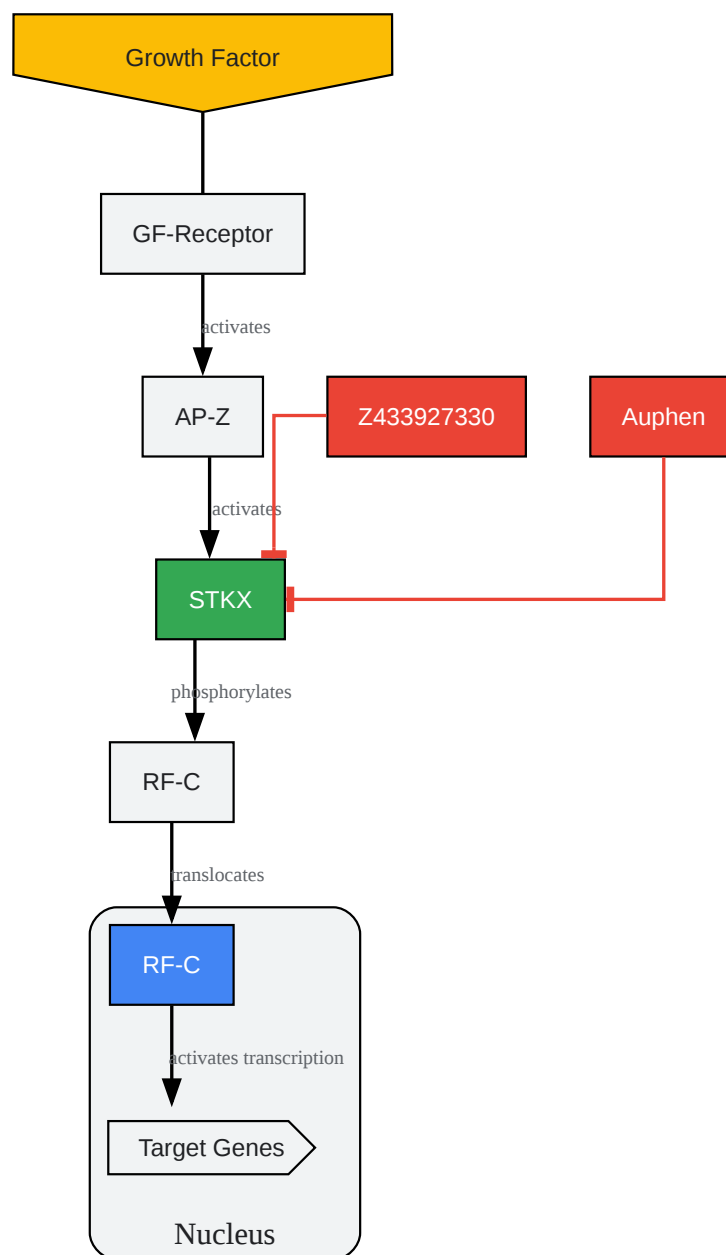 Growth Factor
GF-Receptor
activates
AP-Z
Z433927330
Auphen
activates
STKX
phosphorylates
RF-C
translocates
RF-C
activates transcription
Target Genes
Nucleus